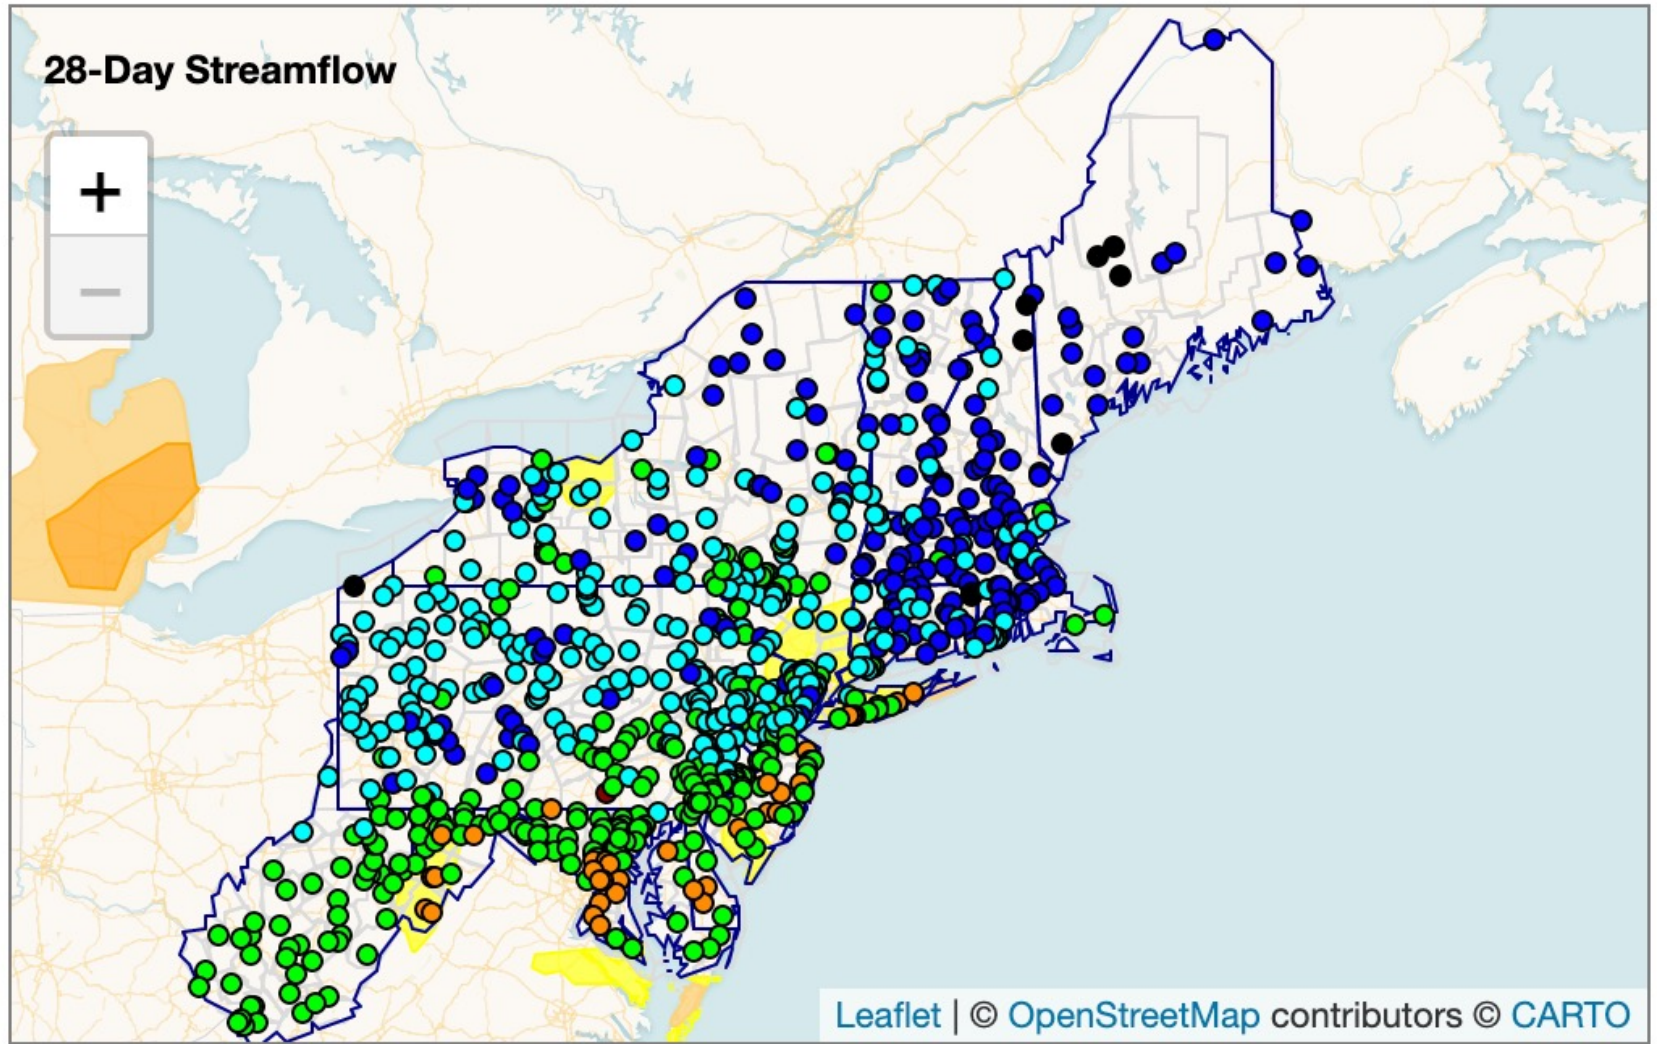 28-Day Streamflow
+
−
Leaflet | © OpenStreetMap contributors © CARTO